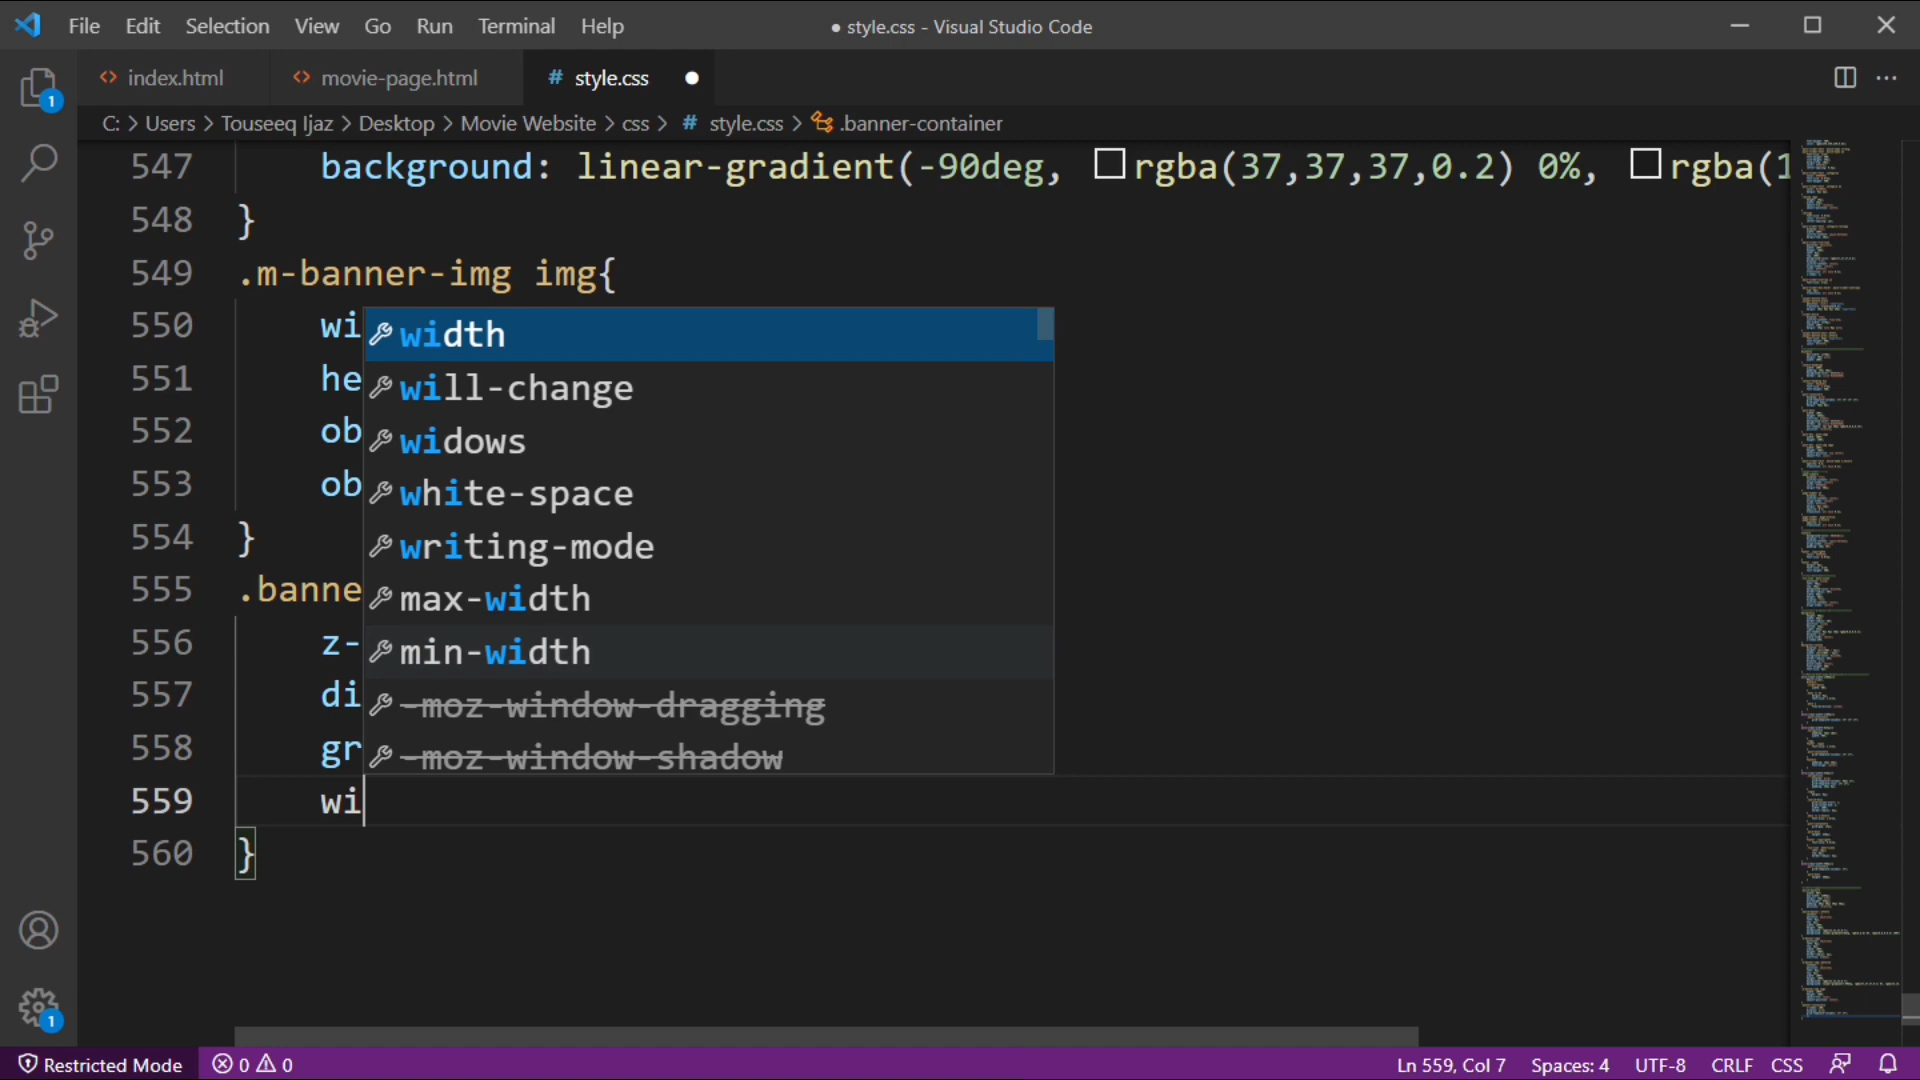 File Edit Selection View Go Run Terminal Help
● style.css - Visual Studio Code
index.html
movie-page.html
# style.css ●
C: > Users > Touseeq Ijaz > Desktop > Movie Website > css > # style.css > .banner-container
547 background: linear-gradient(-90deg, rgba(37,37,37,0.2) 0%, rgba(1
548 }
549 .m-banner-img img{
550 wi
width
551 he
will-change
widows
552 ob
white-space
553 ob
writing-mode
554 }
555 .banne
max-width
556 z-
min-width
557 di
-moz-window-dragging
558 gr
-moz-window-shadow
559 wi
560 }
1
1
Restricted Mode 0 0
Ln 559, Col 7 Spaces: 4 UTF-8 CRLF CSS